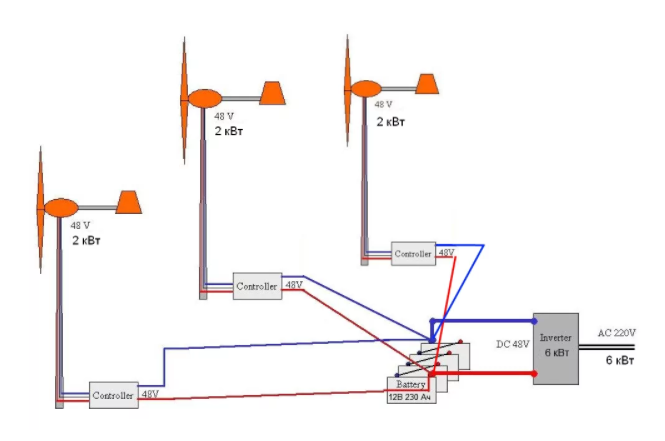 48 V
2 кВт
48 V
2 кВт
48 V
2 кВт
Controller
48V
Controller
48V
Controller
48V
DC 48V
Inverter
6 кВт
AC 220V
6 кВт
Battery
12В 230 Ач